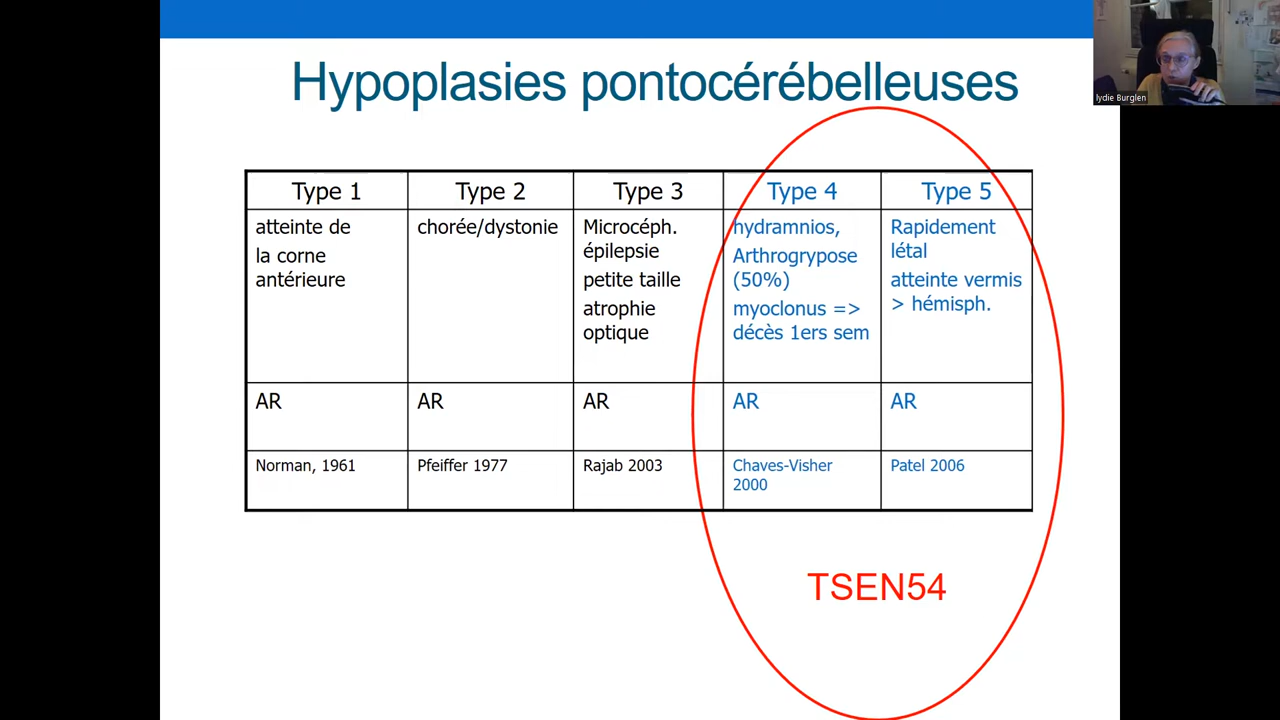 Hypoplasies pontocérébelleuses
lydie Burglen
Type 1
Type 2
Type 3
Type 4
Type 5
atteinte de
la corne
antérieure
chorée/dystonie
Microcéph.
épilepsie
petite taille
atrophie
optique
hydramnios,
Arthrogrypose
(50%)
myoclonus =>
décès 1ers sem
Rapidement
létal
atteinte vermis
> hémisph.
AR
AR
AR
AR
AR
Norman, 1961
Pfeiffer 1977
Rajab 2003
Chaves-Visher
2000
Patel 2006
TSEN54